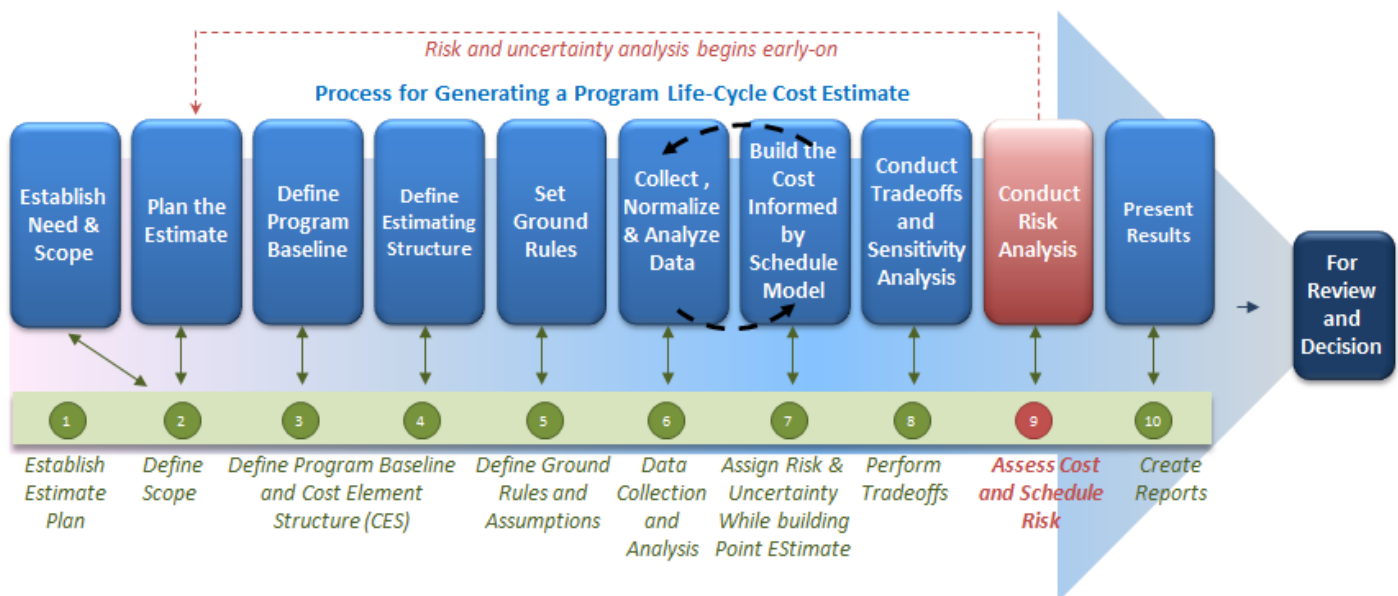 Risk and uncertainty analysis begins early-on
Process for Generating a Program Life-Cycle Cost Estimate
Establish
Need &
Scope
Plan the
Estimate
Define
Program
Baseline
Define
Estimating
Structure
Set
Ground
Rules
Collect ,
Normalize
& Analyze
Data
Build the
Cost
Informed
by
Schedule
Model
Conduct
Tradeoffs
and
Sensitivity
Analysis
Conduct
Risk
Analysis
Present
Results
For
Review
and
Decision
1
2
3
4
5
6
7
8
9
10
Establish
Estimate
Plan
Define
Scope
Define Program Baseline
and Cost Element
Structure (CES)
Define Ground
Rules and
Assumptions
Data
Collection
and
Analysis
Assign Risk &
Uncertainty
While building
Point EStimate
Perform
Tradeoffs
Assess Cost
and Schedule
Risk
Create
Reports